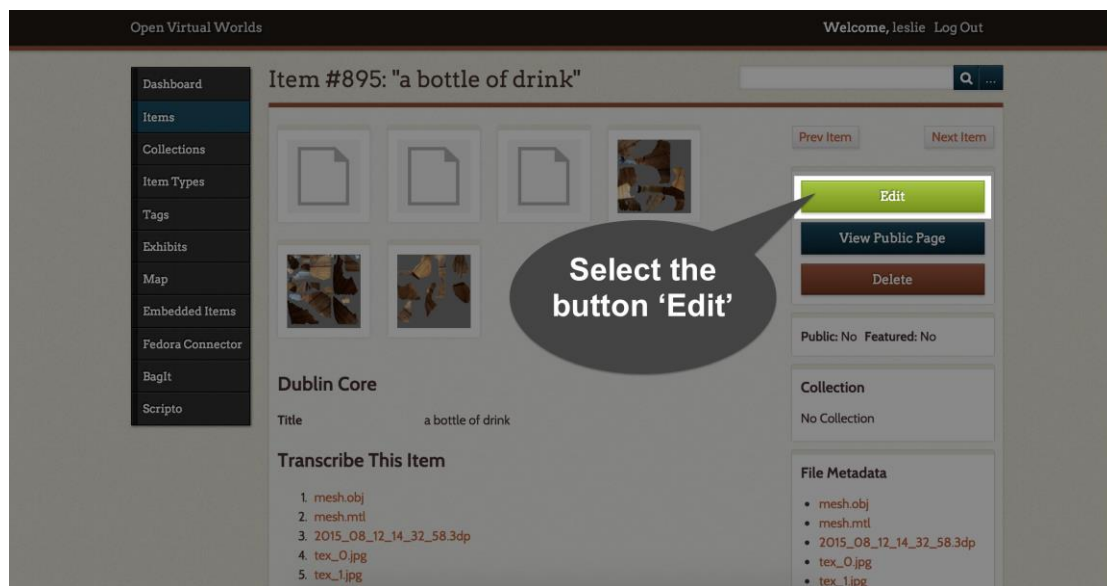 Open Virtual Worlds
Welcome, leslie Log Out
Dashboard
Items
Collections
Item Types
Tags
Exhibits
Map
Embedded Items
Fedora Connector
BagIt
Scripto
Item #895: "a bottle of drink"
...
Prev Item
Next Item
Edit
View Public Page
Delete
Select the
button ‘Edit’
Public: No Featured: No
Dublin Core
Title a bottle of drink
Transcribe This Item
1. mesh.obj
2. mesh.mtl
3. 2015_08_12_14_32_58.3dp
4. tex_0.jpg
5. tex_1.jpg
Collection
No Collection
File Metadata
• mesh.obj
• mesh.mtl
• 2015_08_12_14_32_58.3dp
• tex_0.jpg
• tex_1.jpg